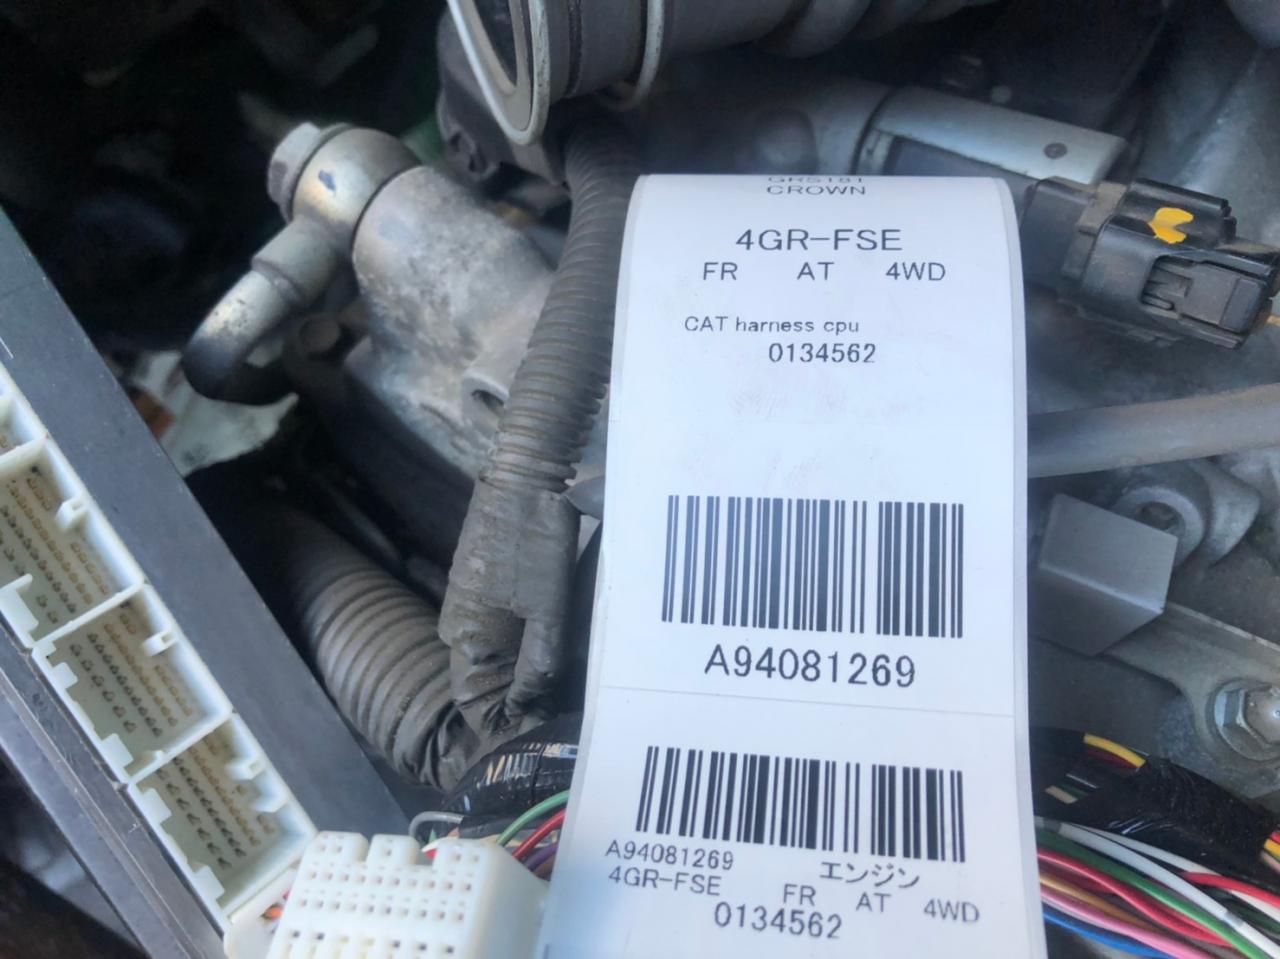 GRS181
CROWN
4GR-FSE
FR AT 4WD
CAT harness cpu
0134562
A94081269
A94081269 エンジン
4GR-FSE FR AT 4WD
0134562